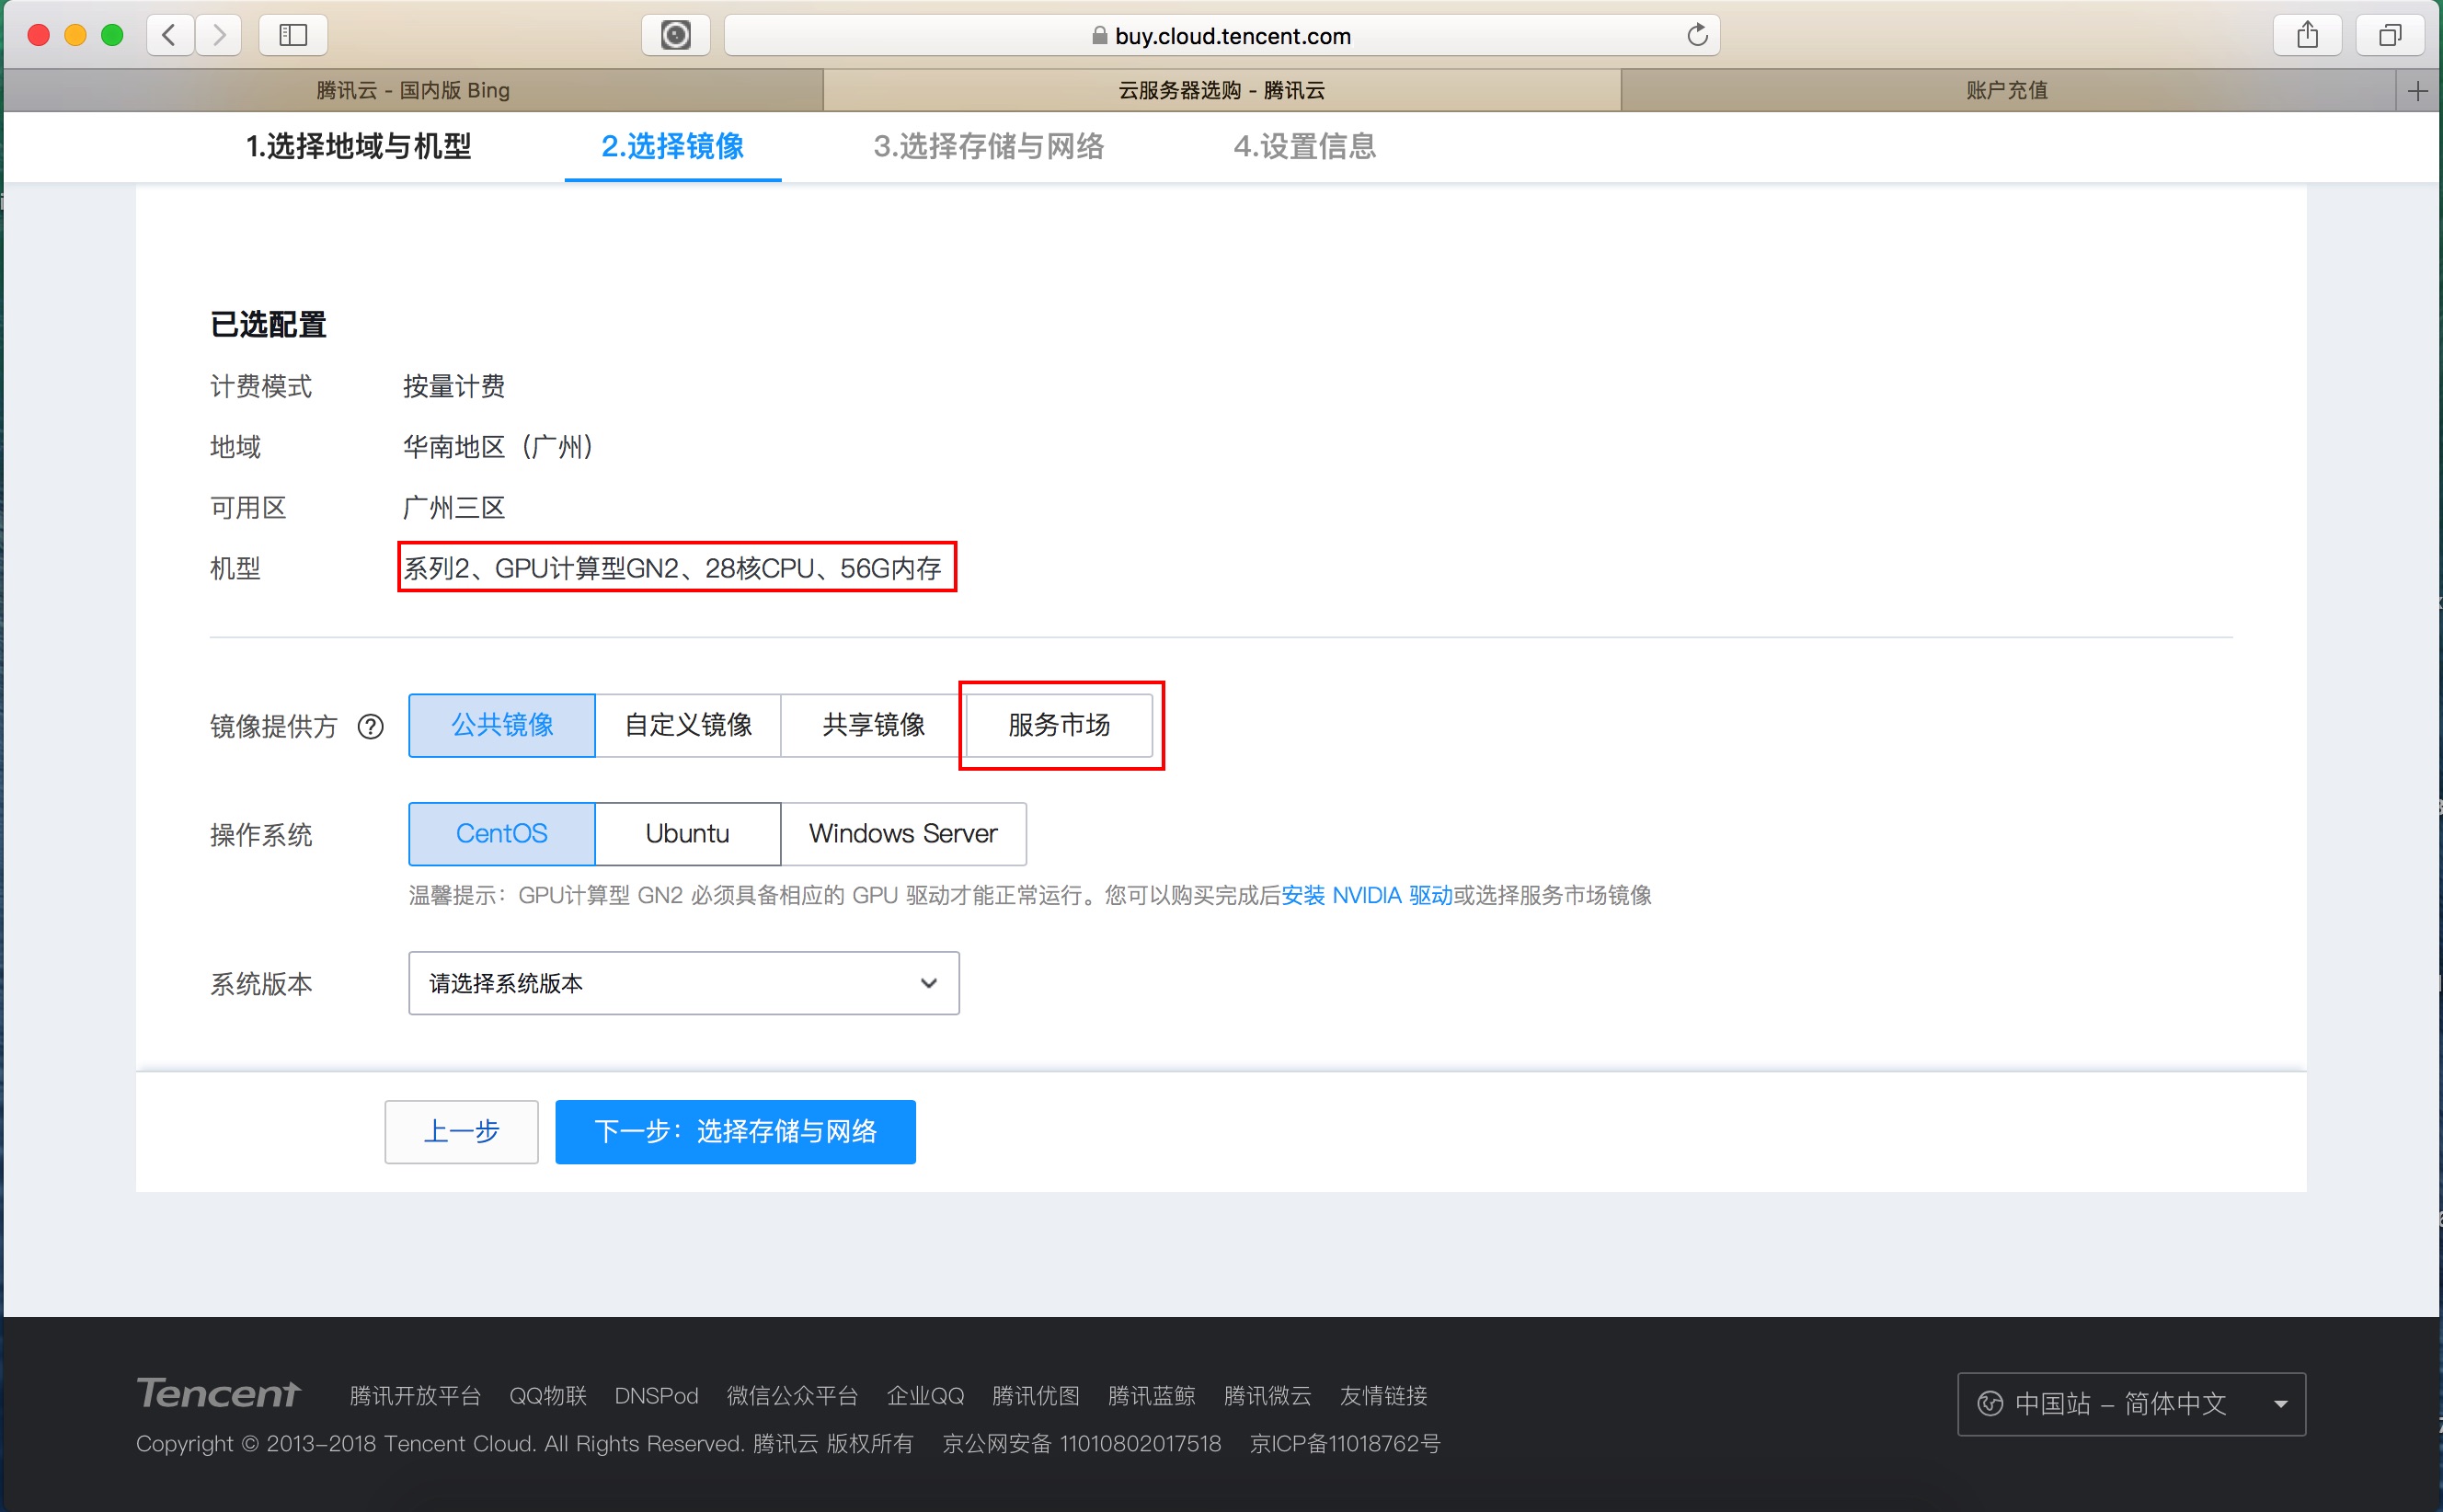 buy.cloud.tencent.com
腾讯云 - 国内版 Bing
云服务器选购 - 腾讯云
账户充值
1.选择地域与机型
2.选择镜像
3.选择存储与网络
4.设置信息
已选配置
计费模式 按量计费
地域 华南地区（广州）
可用区 广州三区
机型 系列2、GPU计算型GN2、28核CPU、56G内存
镜像提供方 ? 公共镜像 自定义镜像 共享镜像 服务市场
操作系统 CentOS Ubuntu Windows Server
温馨提示：GPU计算型 GN2 必须具备相应的 GPU 驱动才能正常运行。您可以购买完成后安装 NVIDIA 驱动或选择服务市场镜像
系统版本 请选择系统版本
上一步 下一步：选择存储与网络
Tencent 腾讯开放平台 QQ物联 DNSPod 微信公众平台 企业QQ 腾讯优图 腾讯蓝鲸 腾讯微云 友情链接
中国站 – 简体中文
Copyright © 2013–2018 Tencent Cloud. All Rights Reserved. 腾讯云 版权所有 京公网安备 11010802017518 京ICP备11018762号